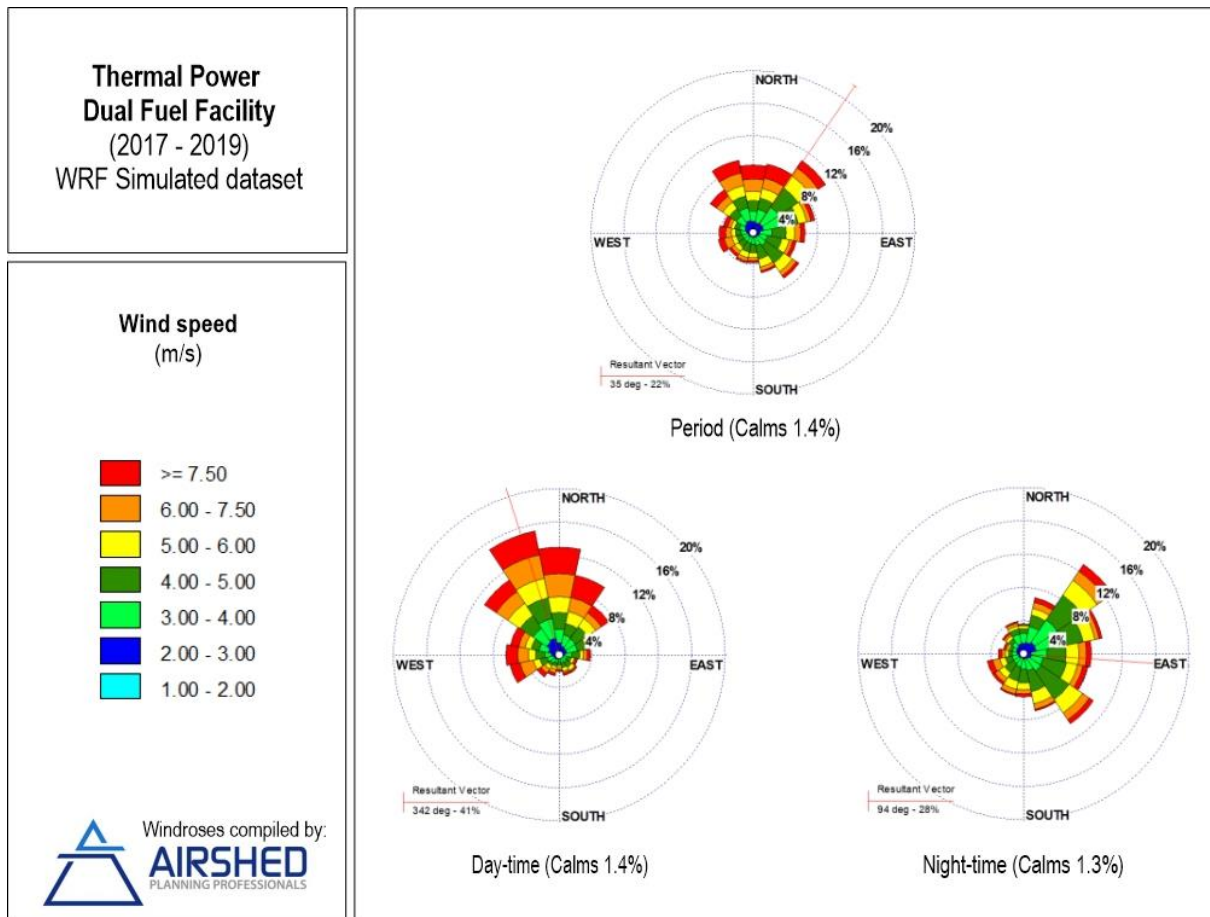 Thermal Power
Dual Fuel Facility
(2017 - 2019)
WRF Simulated dataset
Wind speed
(m/s)
>= 7.50
6.00 - 7.50
5.00 - 6.00
4.00 - 5.00
3.00 - 4.00
2.00 - 3.00
1.00 - 2.00
Windroses compiled by:
AIRSHED
PLANNING PROFESSIONALS
NORTH
20%
16%
12%
8%
4%
WEST
EAST
Resultant Vector
35 deg - 22%
SOUTH
Period (Calms 1.4%)
NORTH
20%
16%
12%
8%
4%
WEST
EAST
Resultant Vector
342 deg - 41%
SOUTH
Day-time (Calms 1.4%)
NORTH
20%
16%
12%
8%
4%
WEST
EAST
Resultant Vector
94 deg - 28%
SOUTH
Night-time (Calms 1.3%)